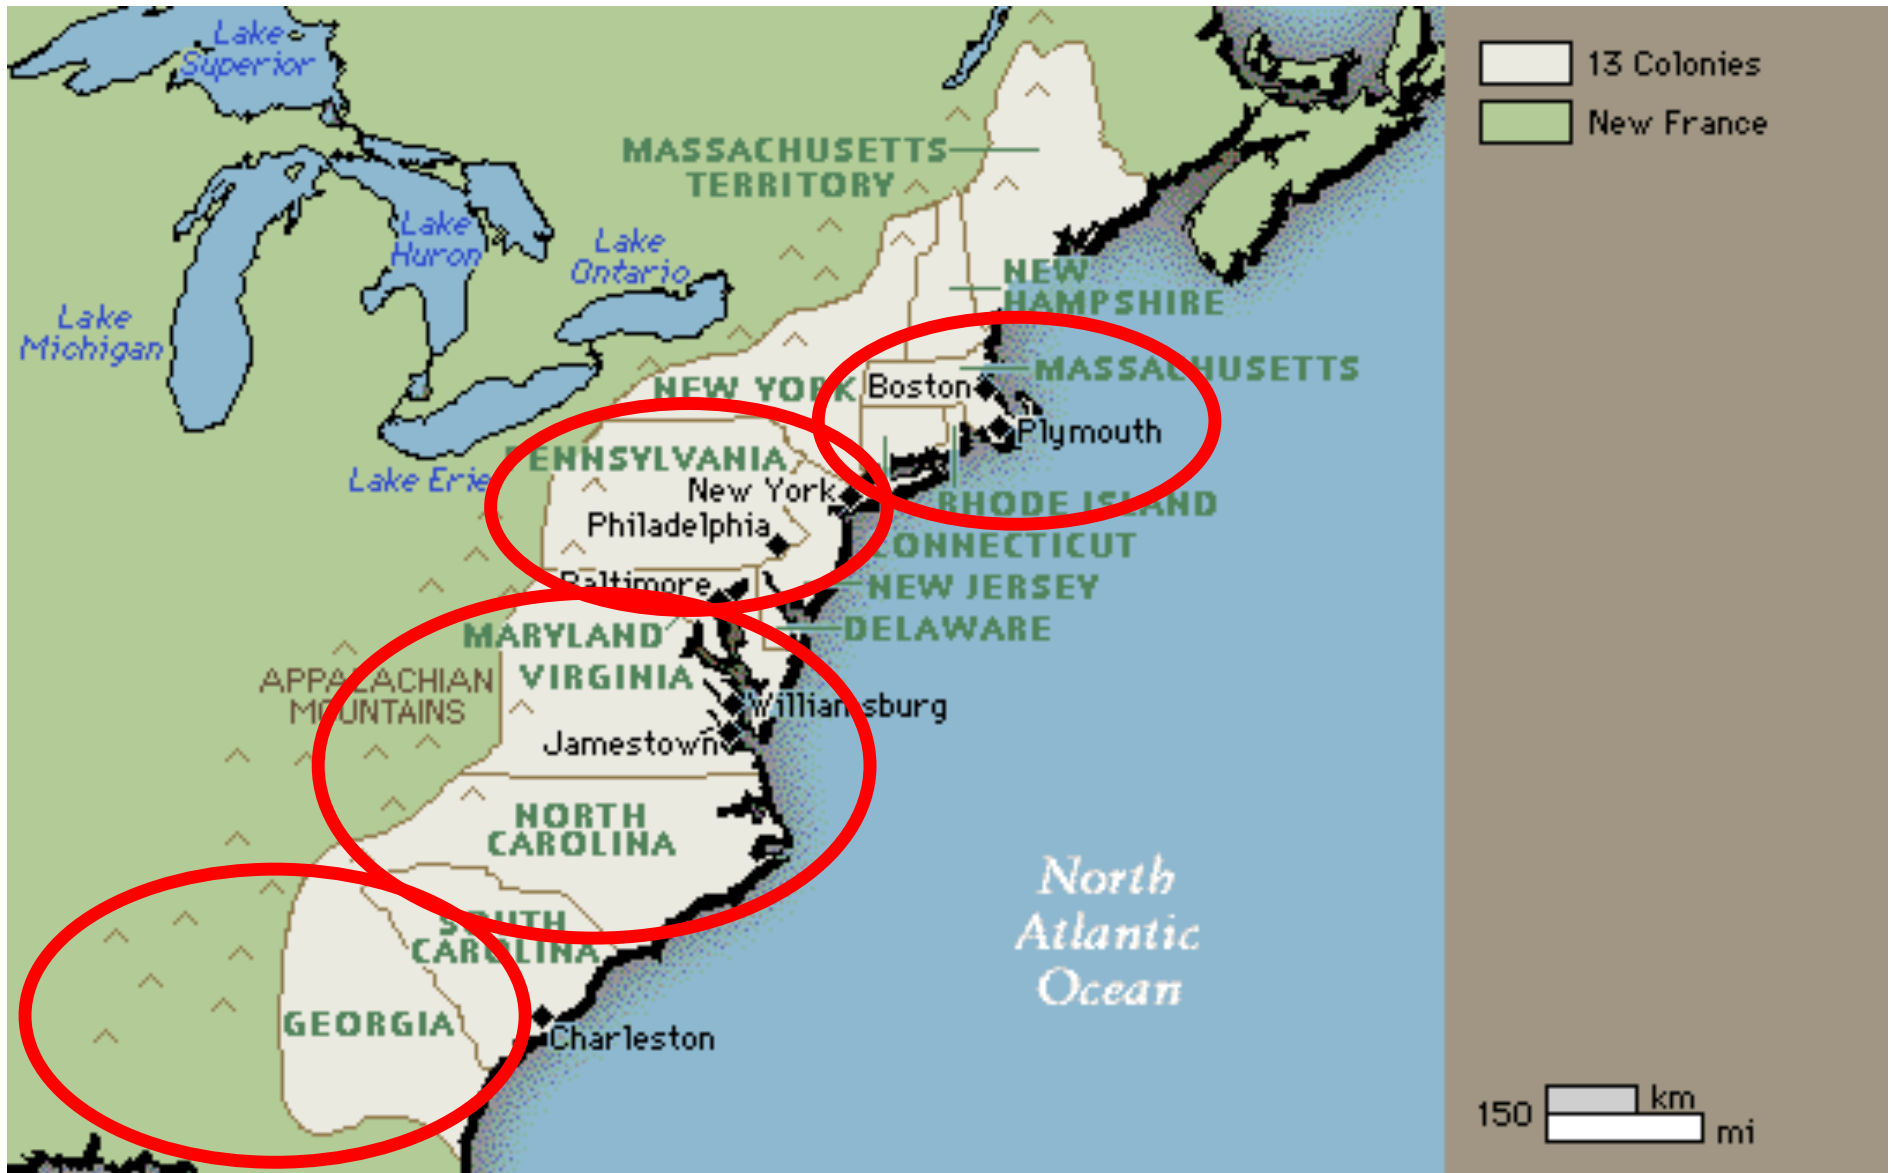 Lake
Superior
13 Colonies
New France
MASSACHUSETTS
TERRITORY
Lake
Huron
Lake
Ontario
NEW
HAMPSHIRE
Lake
Michigan
MASSACHUSETTS
NEW YORK
Boston
Plymouth
PENNSYLVANIA
Lake Erie
New York
RHODE ISLAND
Philadelphia
CONNECTICUT
Baltimore
NEW JERSEY
MARYLAND
DELAWARE
APPALACHIAN
MOUNTAINS
VIRGINIA
Williamsburg
Jamestown
NORTH
CAROLINA
North
Atlantic
Ocean
SOUTH
CAROLINA
GEORGIA
Charleston
150
km
mi